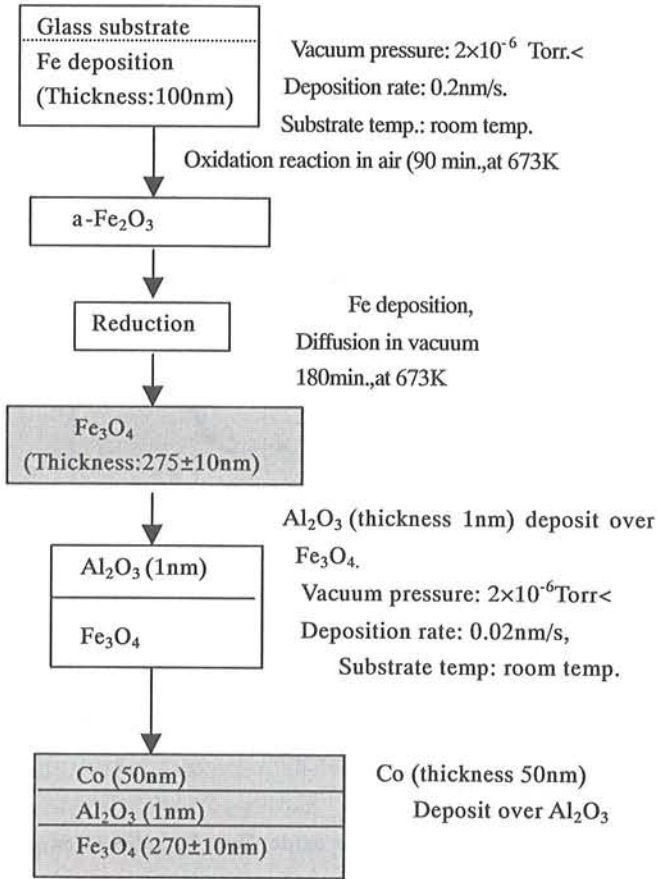 Glass substrate
Fe deposition
(Thickness:100nm)
Vacuum pressure: 2×10⁻⁶ Torr.<
Deposition rate: 0.2nm/s.
Substrate temp.: room temp.
Oxidation reaction in air (90 min.,at 673K
a-Fe₂O₃
Reduction
Fe deposition,
Diffusion in vacuum
180min.,at 673K
Fe₃O₄
(Thickness:275±10nm)
Al₂O₃ (thickness 1nm) deposit over
Fe₃O₄.
Vacuum pressure: 2×10⁻⁶Torr<
Deposition rate: 0.02nm/s,
Substrate temp: room temp.
Al₂O₃ (1nm)
Fe₃O₄
Co (50nm)
Al₂O₃ (1nm)
Fe₃O₄ (270±10nm)
Co (thickness 50nm)
Deposit over Al₂O₃